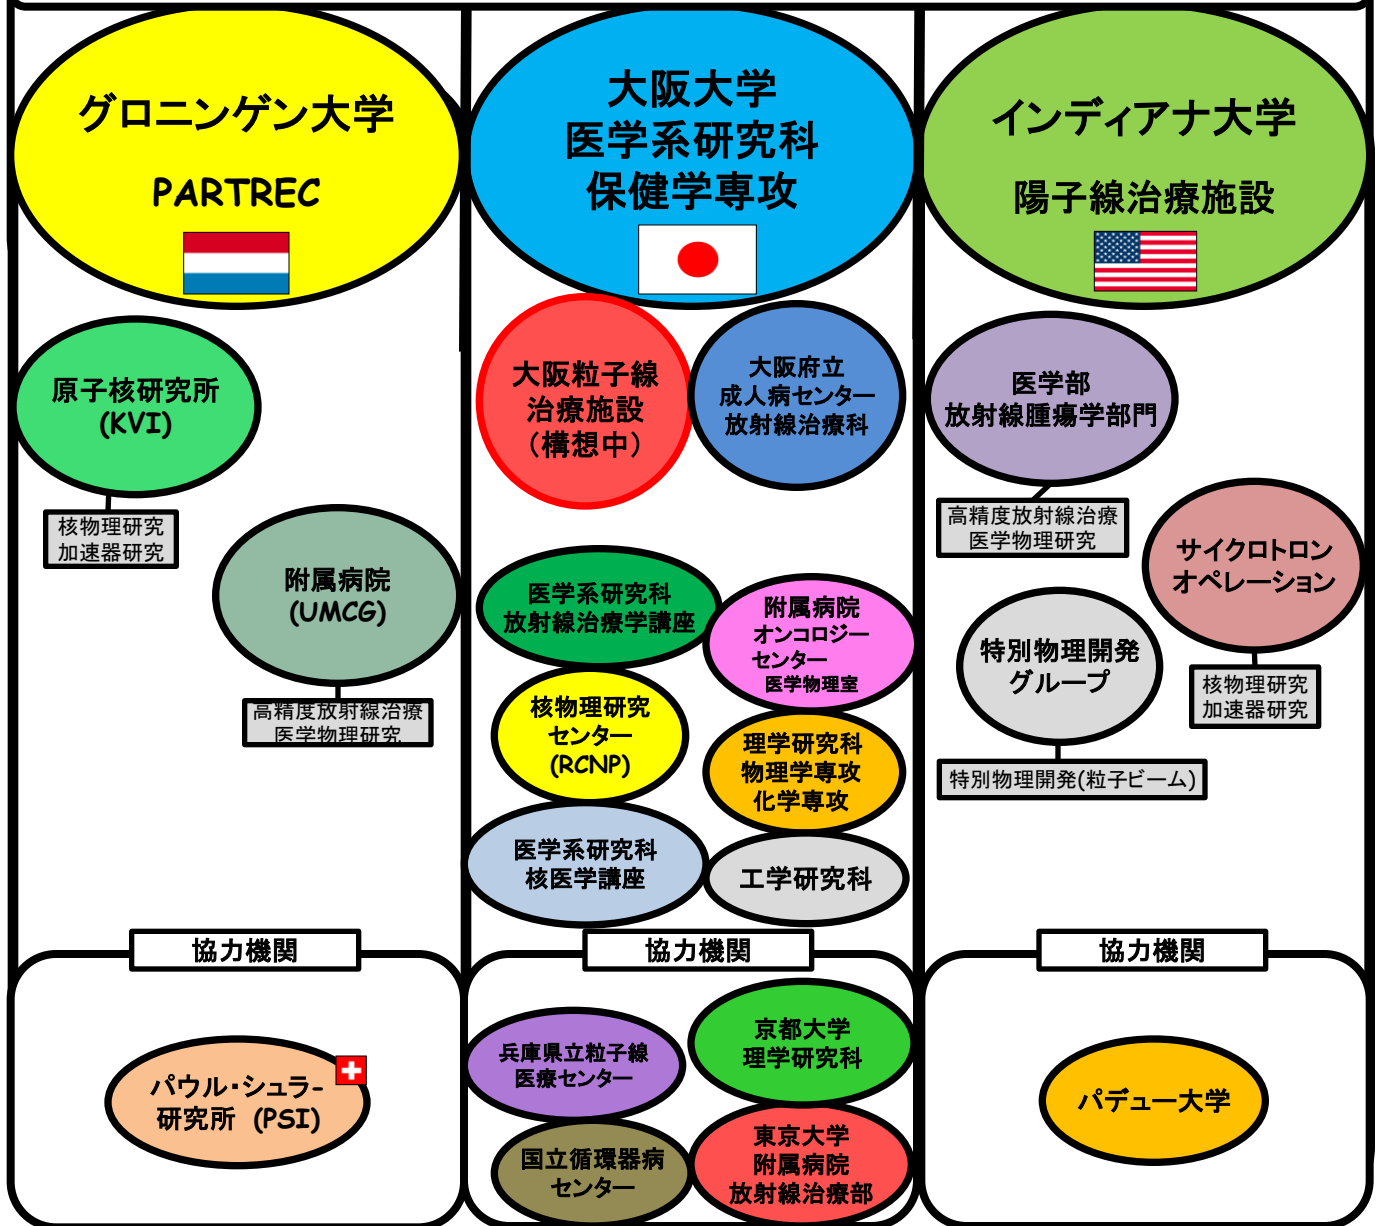 グロニンゲン大学
PARTREC
原子核研究所
(KVI)
核物理研究
加速器研究
附属病院
(UMCG)
高精度放射線治療
医学物理研究
協力機関
パウル・シュラー
研究所 (PSI)
大阪大学
医学系研究科
保健学専攻
大阪粒子線
治療施設
（構想中）
大阪府立
成人病センター
放射線治療科
医学系研究科
放射線治療学講座
附属病院
オンコロジー
センター
医学物理室
核物理研究
センター
(RCNP)
理学研究科
物理学専攻
化学専攻
医学系研究科
核医学講座
工学研究科
協力機関
兵庫県立粒子線
医療センター
京都大学
理学研究科
国立循環器病
センター
東京大学
附属病院
放射線治療部
インディアナ大学
陽子線治療施設
医学部
放射線腫瘍学部門
高精度放射線治療
医学物理研究
サイクロトロン
オペレーション
核物理研究
加速器研究
特別物理開発
グループ
特別物理開発(粒子ビーム)
協力機関
パデュー大学